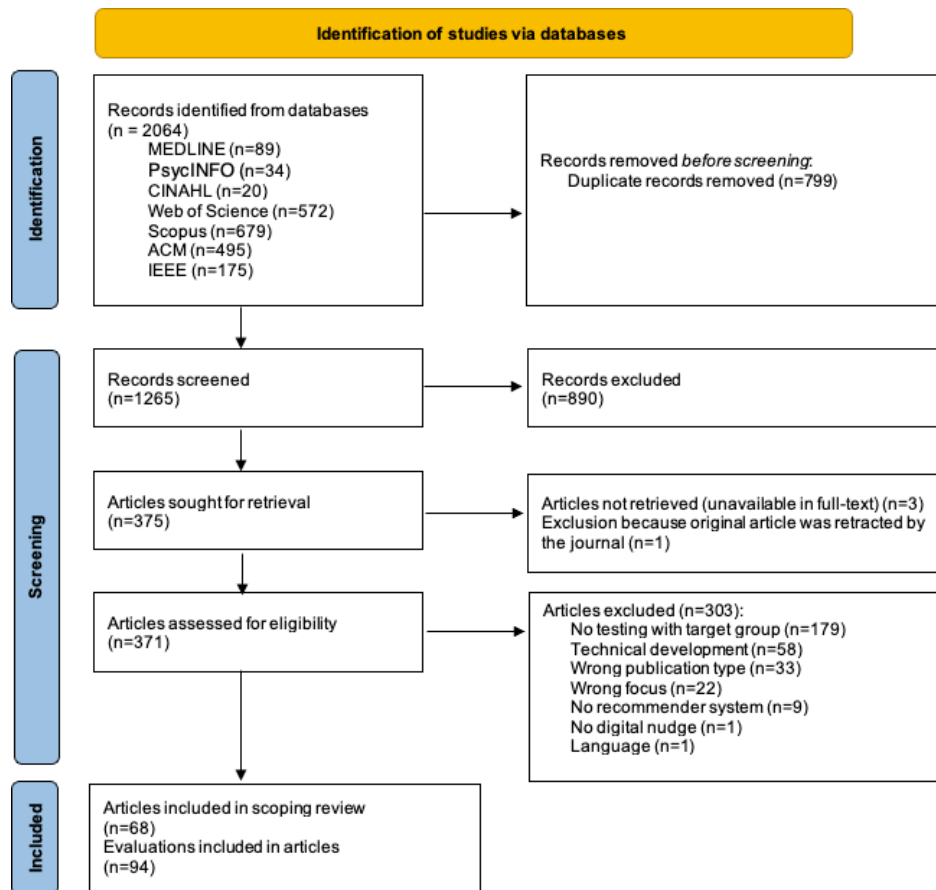 Identification of studies via databases
Identification
Records identified from databases
(n = 2064)
MEDLINE (n=89)
PsycINFO (n=34)
CINAHL (n=20)
Web of Science (n=572)
Scopus (n=679)
ACM (n=495)
IEEE (n=175)
Records removed before screening:
Duplicate records removed (n=799)
Screening
Records screened
(n=1265)
Records excluded
(n=890)
Articles sought for retrieval
(n=375)
Articles not retrieved (unavailable in full-text) (n=3)
Exclusion because original article was retracted by
the journal (n=1)
Articles assessed for eligibility
(n=371)
Articles excluded (n=303):
No testing with target group (n=179)
Technical development (n=58)
Wrong publication type (n=33)
Wrong focus (n=22)
No recommender system (n=9)
No digital nudge (n=1)
Language (n=1)
Included
Articles included in scoping review
(n=68)
Evaluations included in articles
(n=94)